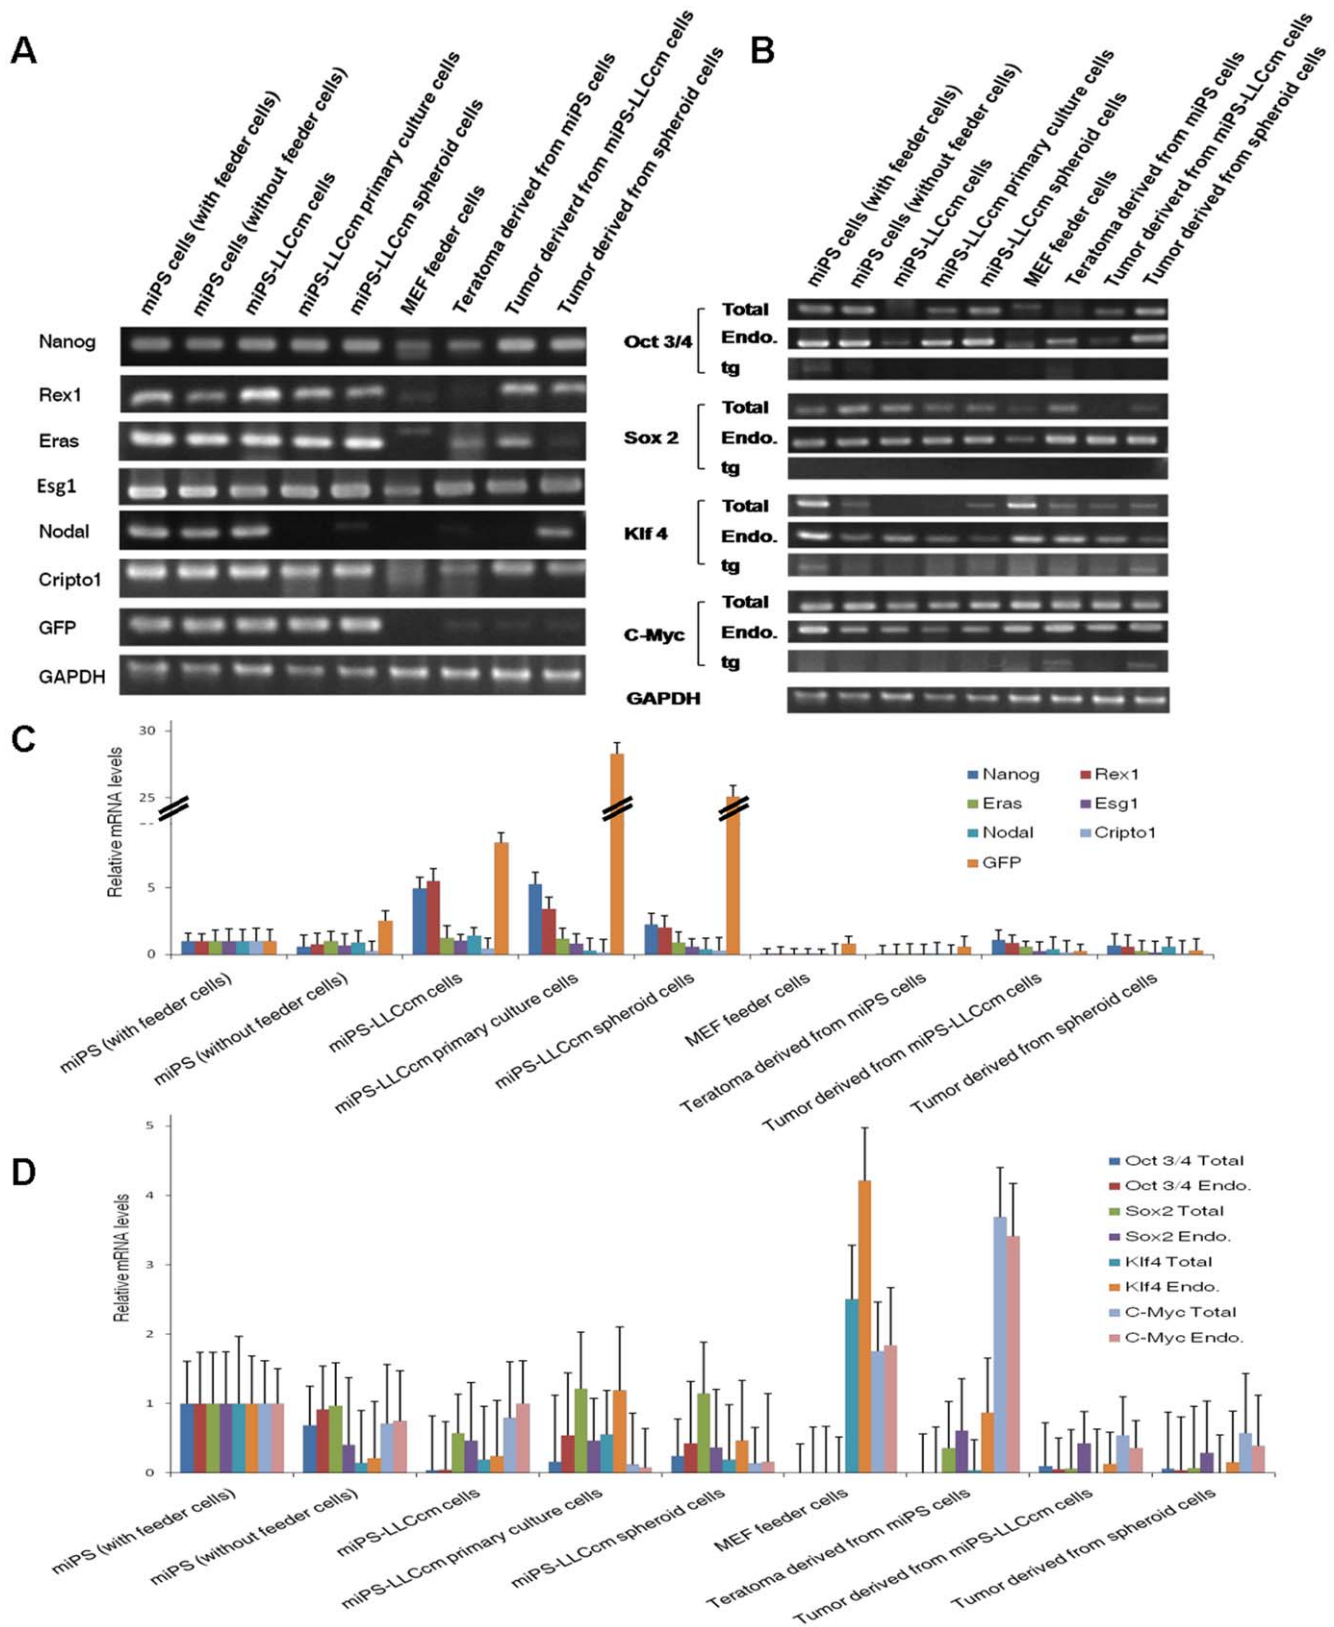 A
miPS cells (with feeder cells)
miPS cells (without feeder cells)
miPS-LLCcm cells
miPS-LLCcm primary culture cells
miPS-LLCcm spheroid cells
MEF feeder cells
Teratoma derived from miPS cells
Tumor deriverd from miPS-LLCcm cells
Tumor derived from spheroid cells
Nanog
Rex1
Eras
Esg1
Nodal
Cripto1
GFP
GAPDH
B
miPS cells (with feeder cells)
miPS cells (without feeder cells)
miPS-LLCcm cells
miPS-LLCcm primary culture cells
miPS-LLCcm spheroid cells
MEF feeder cells
Teratoma derived from miPS cells
Tumor deriverd from miPS-LLCcm cells
Tumor derived from spheroid cells
Oct 3/4
Total
Endo.
tg
Sox 2
Total
Endo.
tg
Klf 4
Total
Endo.
tg
C-Myc
Total
Endo.
tg
GAPDH
C
Relative mRNA levels
30
25
5
0
Nanog
Rex1
Eras
Esg1
Nodal
Cripto1
GFP
miPS (with feeder cells)
miPS (without feeder cells)
miPS-LLCcm cells
miPS-LLCcm primary culture cells
miPS-LLCcm spheroid cells
MEF feeder cells
Teratoma derived from miPS cells
Tumor derived from miPS-LLCcm cells
Tumor derived from spheroid cells
D
Relative mRNA levels
5
4
3
2
1
0
Oct 3/4 Total
Oct 3/4 Endo.
Sox2 Total
Sox2 Endo.
Klf4 Total
Klf4 Endo.
C-Myc Total
C-Myc Endo.
miPS (with feeder cells)
miPS (without feeder cells)
miPS-LLCcm cells
miPS-LLCcm primary culture cells
miPS-LLCcm spheroid cells
MEF feeder cells
Teratoma derived from miPS cells
Tumor derived from miPS-LLCcm cells
Tumor derived from spheroid cells